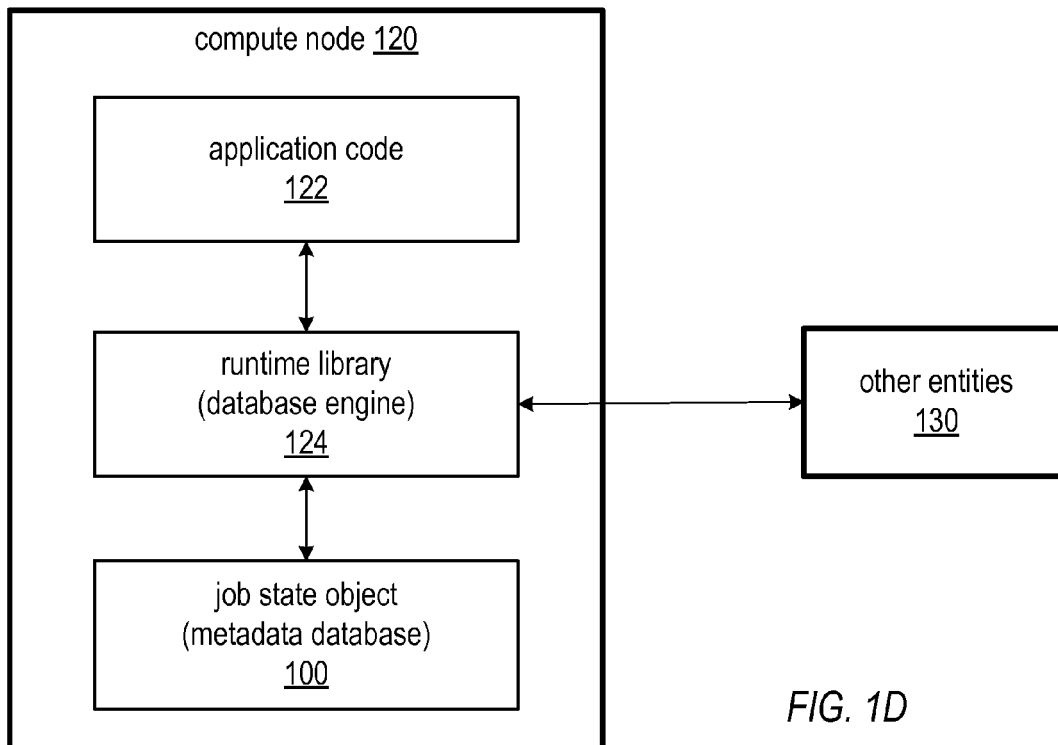 compute node 120
application code
122
runtime library
(database engine)
124
other entities
130
job state object
(metadata database)
100
FIG. 1D